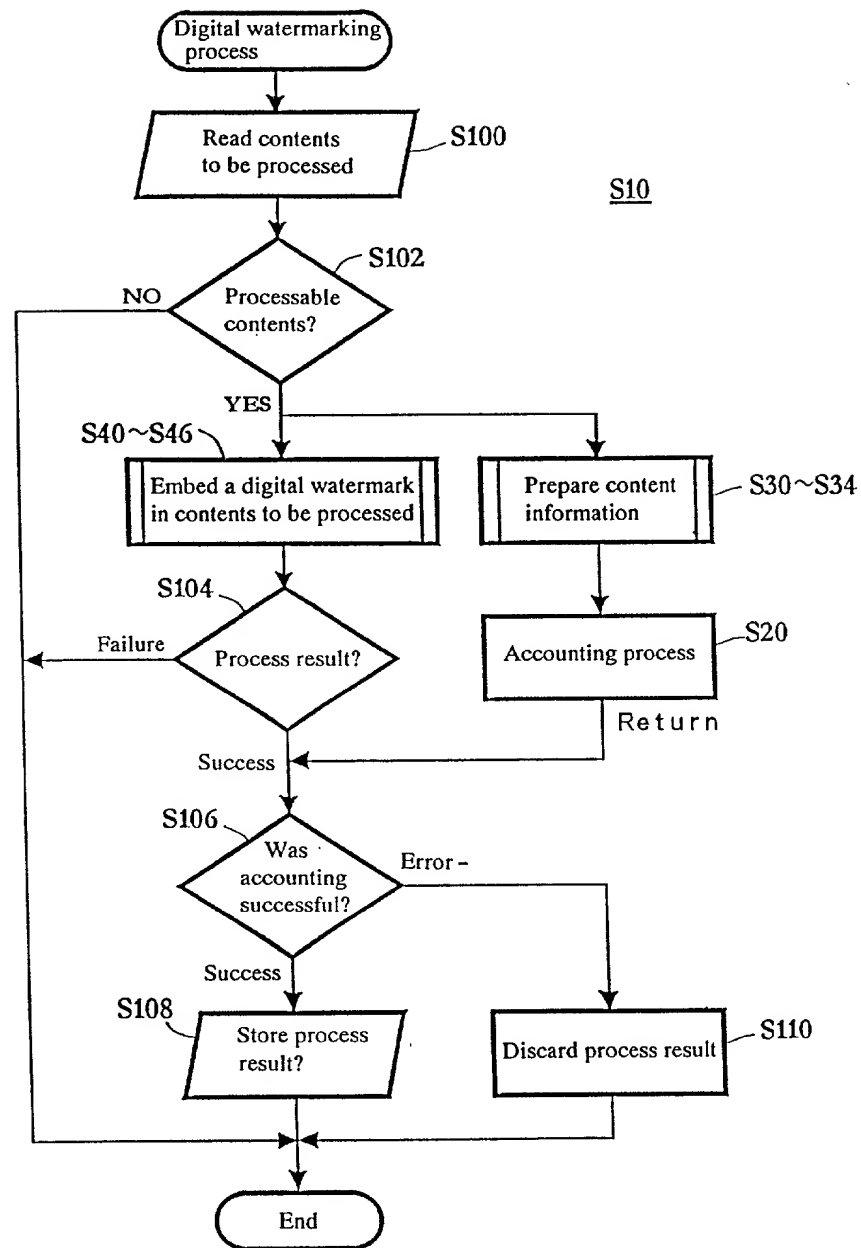 Digital watermarking
process
Read contents
to be processed
S100
S10
S102
NO
Processable
contents?
YES
S40~S46
Embed a digital watermark
in contents to be processed
Prepare content
information
S30~S34
S104
Failure
Process result?
Accounting process
S20
Return
Success
S106
Was
accounting
successful?
Error-
Success
S108
Store process
result?
Discard process result
S110
End